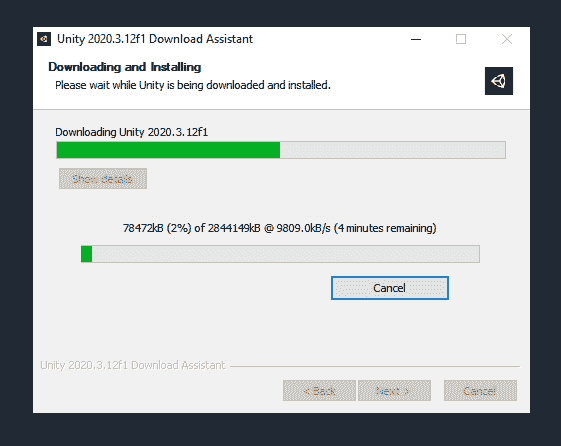 Unity 2020.3.12f1 Download Assistant
Downloading and Installing
Please wait while Unity is being downloaded and installed.
Downloading Unity 2020.3.12f1
Show details
78472kB (2%) of 2844149kB @ 9809.0kB/s (4 minutes remaining)
Cancel
Unity 2020.3.12f1 Download Assistant
< Back
Next >
Cancel